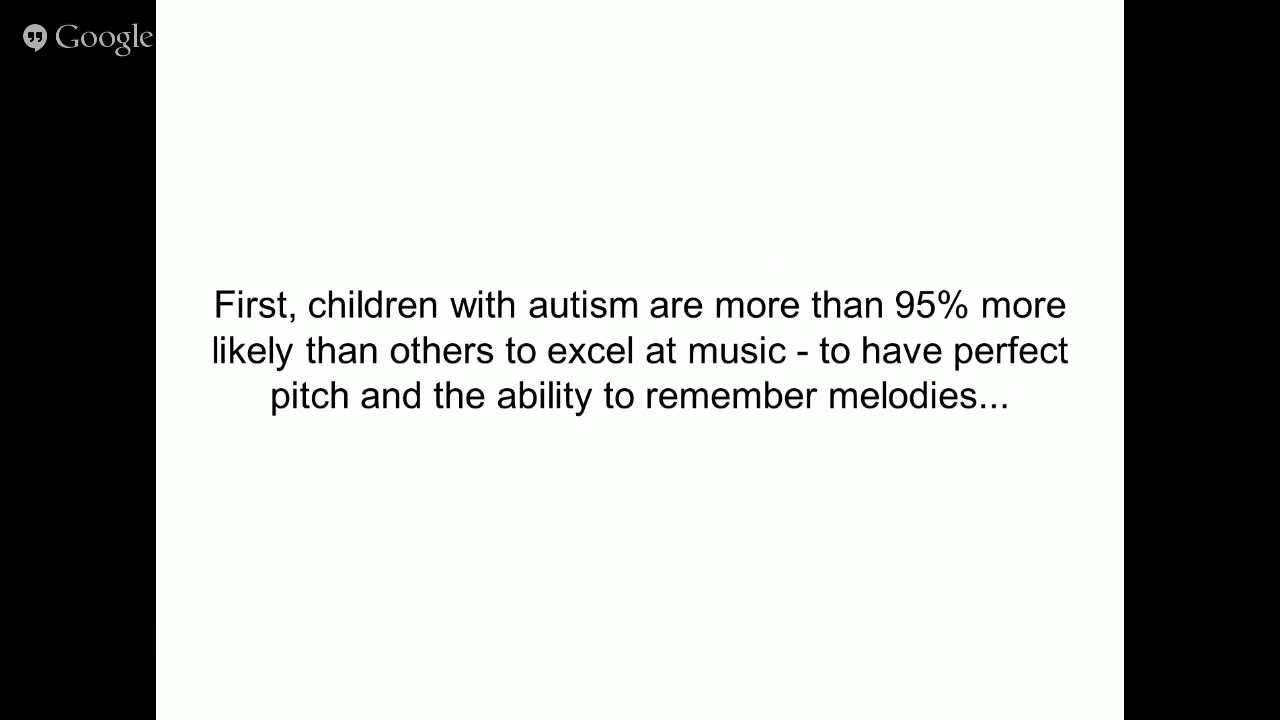 Google
First, children with autism are more than 95% more
likely than others to excel at music - to have perfect
pitch and the ability to remember melodies...